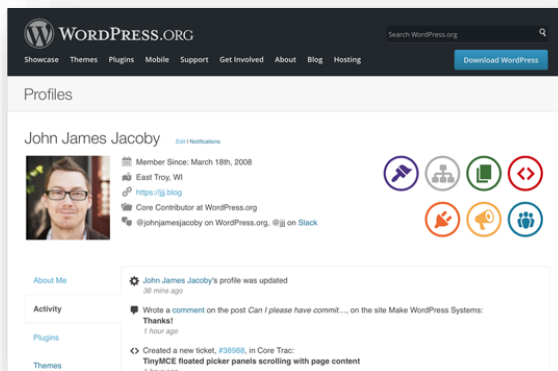 WORDPRESS.ORG
Search WordPress.org
Showcase Themes Plugins Mobile Support Get Involved About Blog Hosting
Download WordPress
Profiles
John James Jacoby Edit | Notifications
Member Since: March 18th, 2008
East Troy, WI
https://jjj.blog
Core Contributor at WordPress.org
@johnjamesjacoby on WordPress.org, @jjj on Slack
About Me
Activity
Plugins
Themes
John James Jacoby's profile was updated
36 mins ago
Wrote a comment on the post Can I please have commit…, on the site Make WordPress Systems:
Thanks!
1 hour ago
Created a new ticket, #38988, in Core Trac:
TinyMCE floated picker panels scrolling with page content
1 hour ago